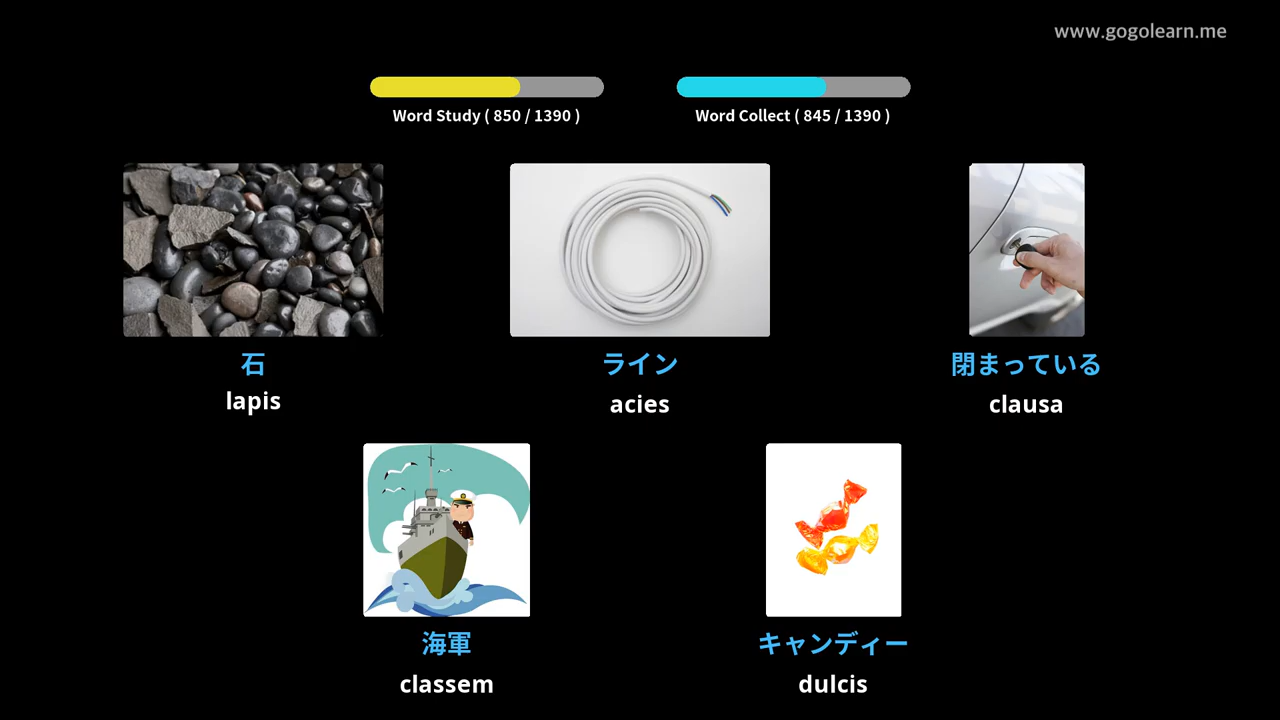 www.gogolearn.me
Word Study ( 850 / 1390 )
Word Collect ( 845 / 1390 )
石
lapis
ライン
acies
閉まっている
clausa
海軍
classem
キャンディー
dulcis